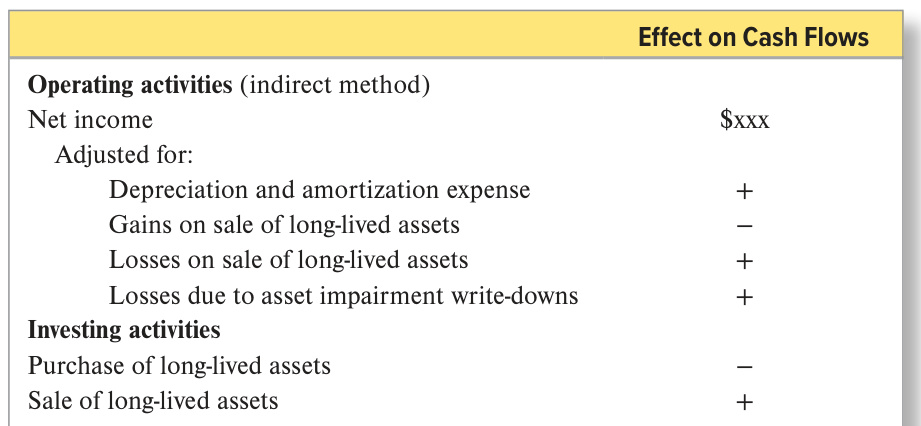 Effect on Cash Flows
Operating activities (indirect method)
Net income $xxx
Adjusted for:
Depreciation and amortization expense +
Gains on sale of long-lived assets −
Losses on sale of long-lived assets +
Losses due to asset impairment write-downs +
Investing activities
Purchase of long-lived assets −
Sale of long-lived assets +